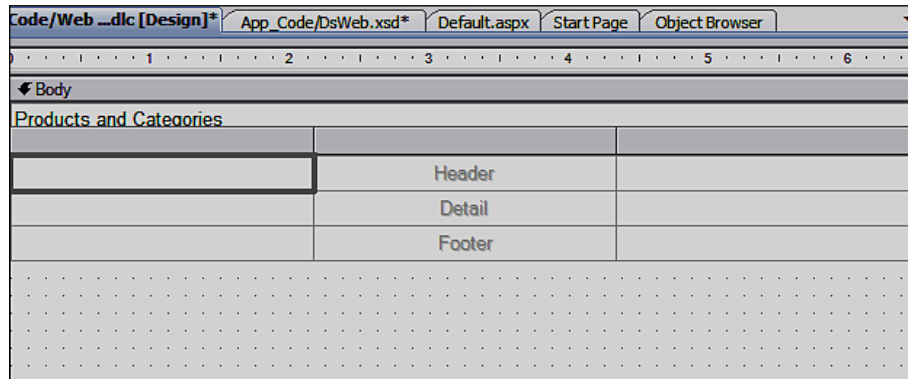 Code/Web ...dlc [Design]* App_Code/DsWeb.xsd* Default.aspx Start Page Object Browser
1 2 3 4 5 6
Body
Products and Categories
Header
Detail
Footer